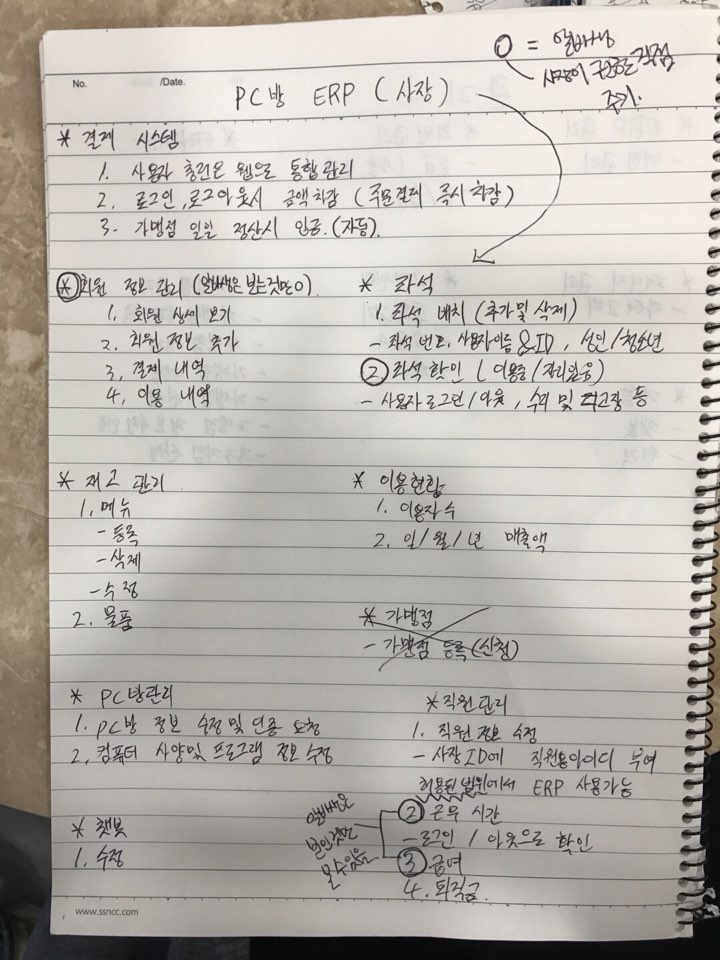 O = 알바생
사장이 권한을 직접
주기.
No. /Date.
PC방 ERP ( 사장 )
* 결제 시스템
1. 사용자 충전은 웹으로 통합 관리
2. 로그인, 로그아웃시 금액차감 ( 주문결제 즉시 차감 )
3. 가맹점 일일 정산시 입금. (자동).
* 회원 정보 관리 (알바생은 보는것만 O).
1. 회원 상세 보기
2. 회원 정보 추가
3. 결제 내역
4. 이용 내역
* 좌석
1. 좌석 배치 ( 추가 및 삭제 )
- 좌석 번호, 사용자이름 & ID, 성인 / 청소년
② 좌석 확인 ( 이용중 / 자리없음 )
- 사용자 로그인 / 아웃, 수리 및 고장 등
* 재고 관리
1. 메뉴
- 등록
- 삭제
- 수정
2. 물품
* 이용현황
1. 이용자 수
2. 일 / 월 / 년 매출액
* 가맹점
- 가맹점 등록 (신청)
* PC방관리
1. PC방 정보 수정 및 인증 요청
2. 컴퓨터 사양 및 프로그램 정보 수정
* 챗봇
1. 수정
* 직원관리
1. 직원 정보 수정
- 사장 ID에 직원용아이디 부여
허용된 범위에서 ERP 사용가능
알바생은
본인것만
볼수있음
② 근무 시간
- 로그인 / 아웃으로 확인
③ 급여
4. 퇴직금.
www.ssncc.com